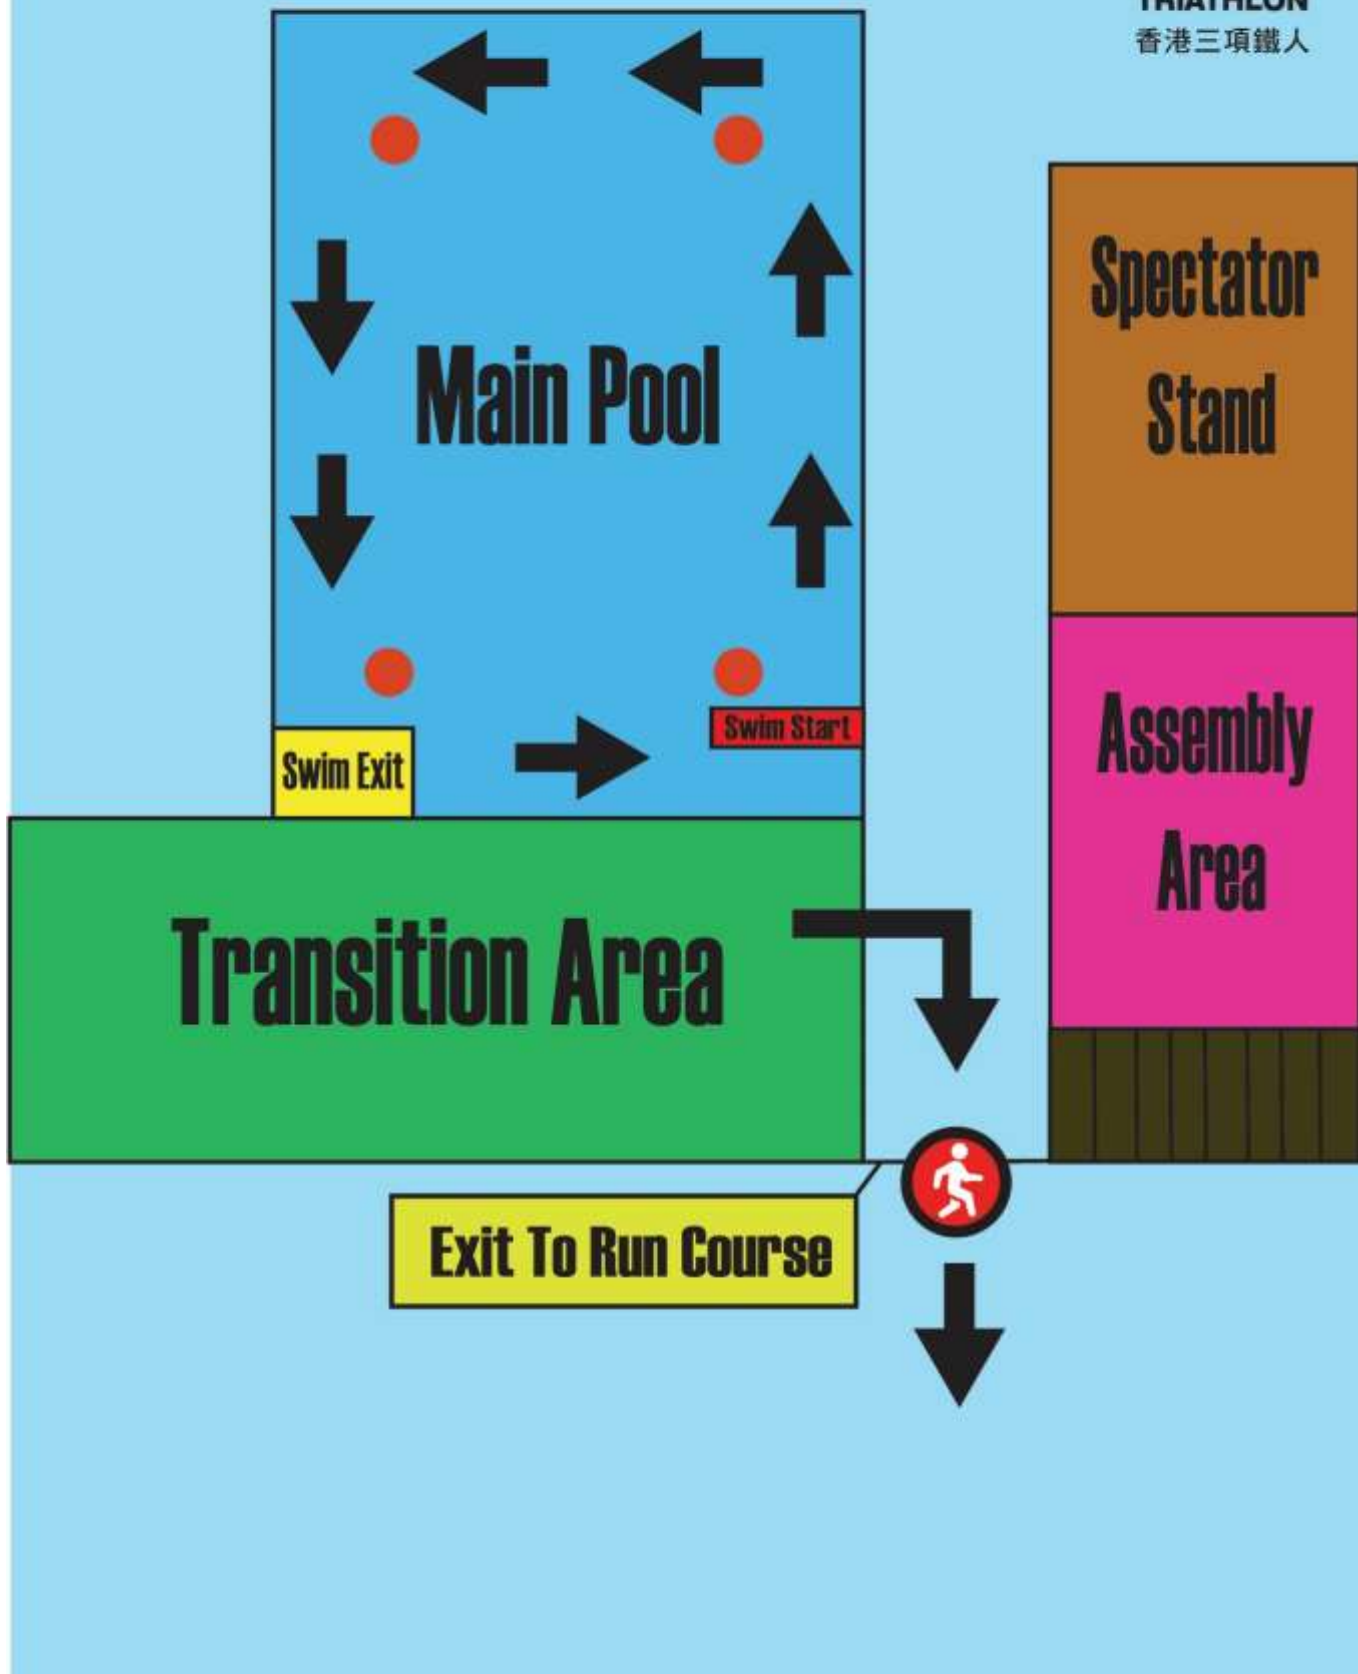 TRIATHLON
香港三項鐵人
Spectator
Stand
Main Pool
Assembly
Area
Swim Start
Swim Exit
Transition Area
Exit To Run Course